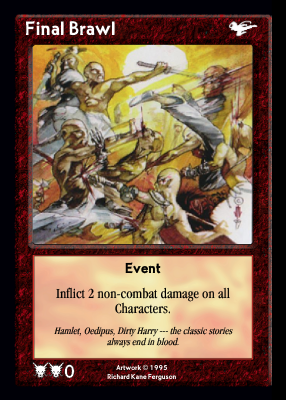 Final Brawl
Event
Inflict 2 non-combat damage on all
Characters.
Hamlet, Oedipus, Dirty Harry --- the classic stories
always end in blood.
0
Artwork © 1995
Richard Kane Ferguson